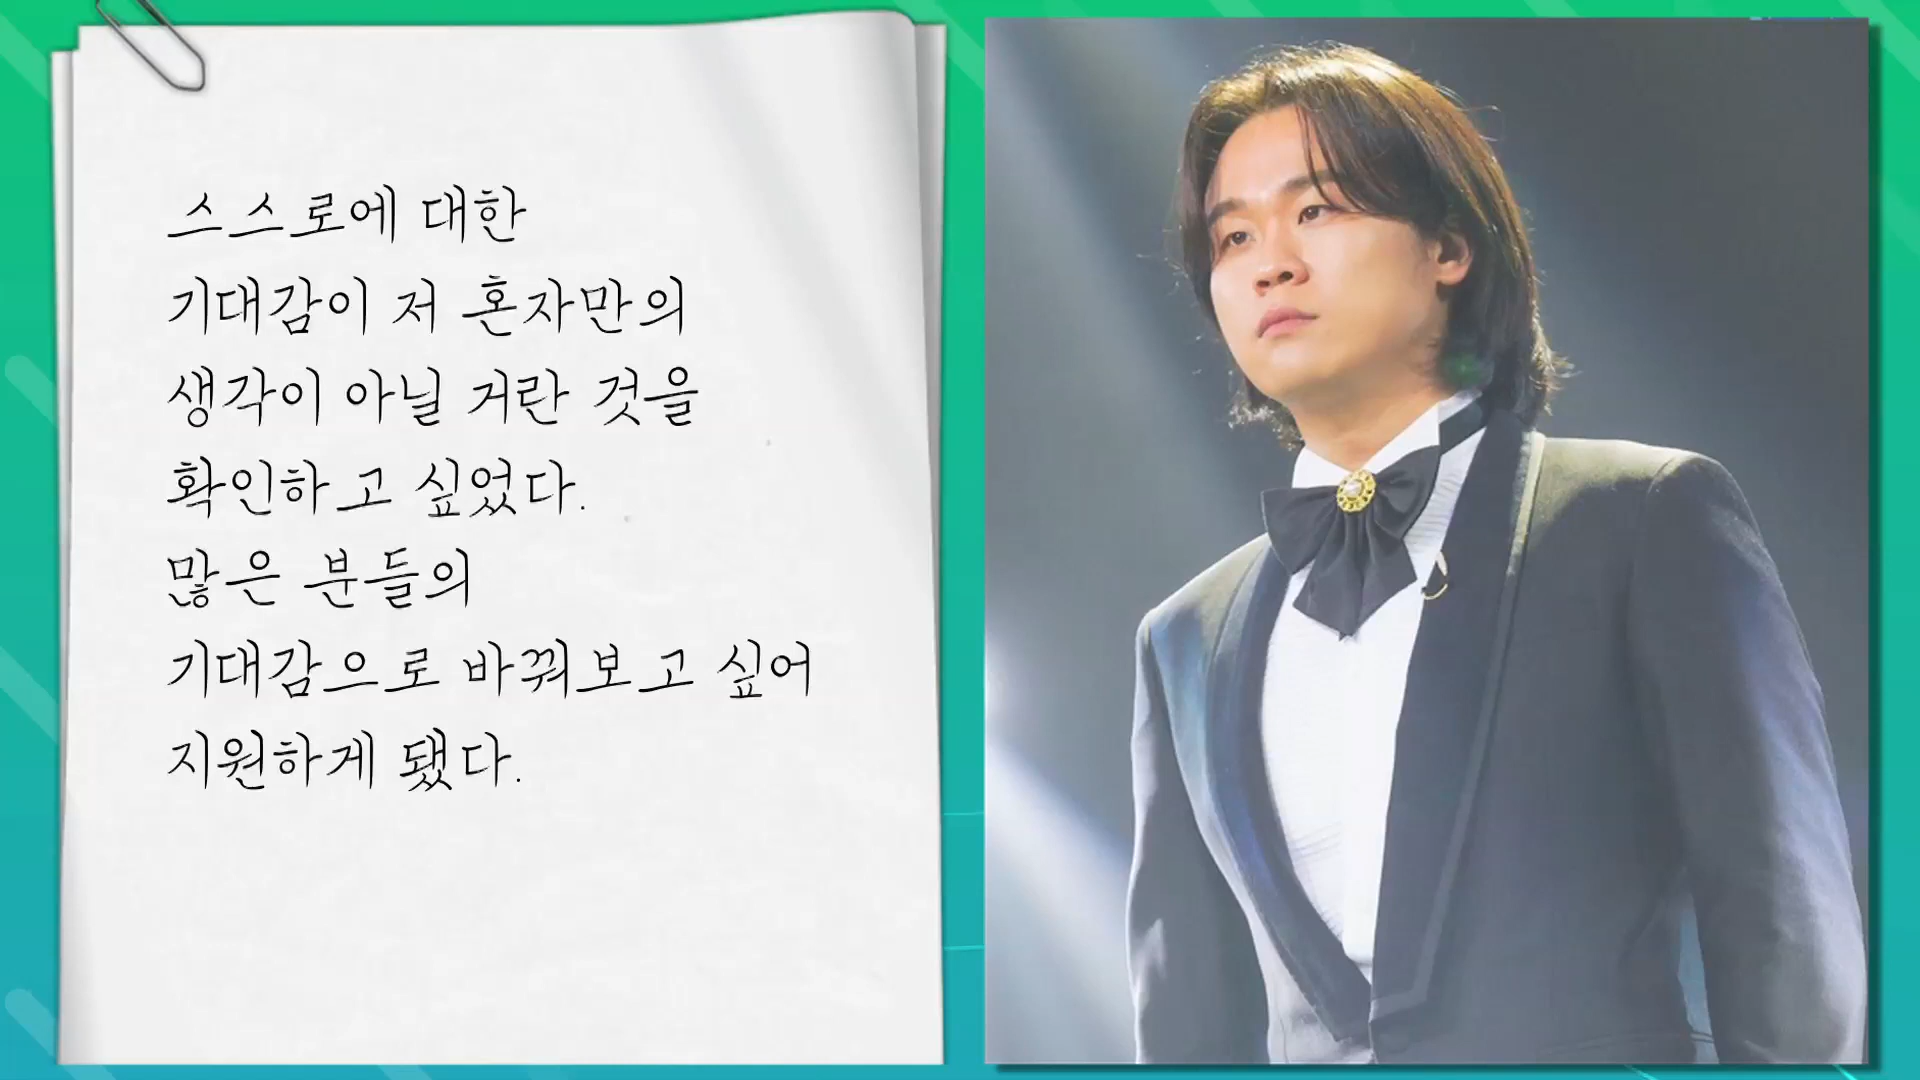 스스로에 대한
기대감이 저 혼자만의
생각이 아닐 거란 것을
확인하고 싶었다.
많은 분들의
기대감으로 바꿔보고 싶어
지원하게 됐다.